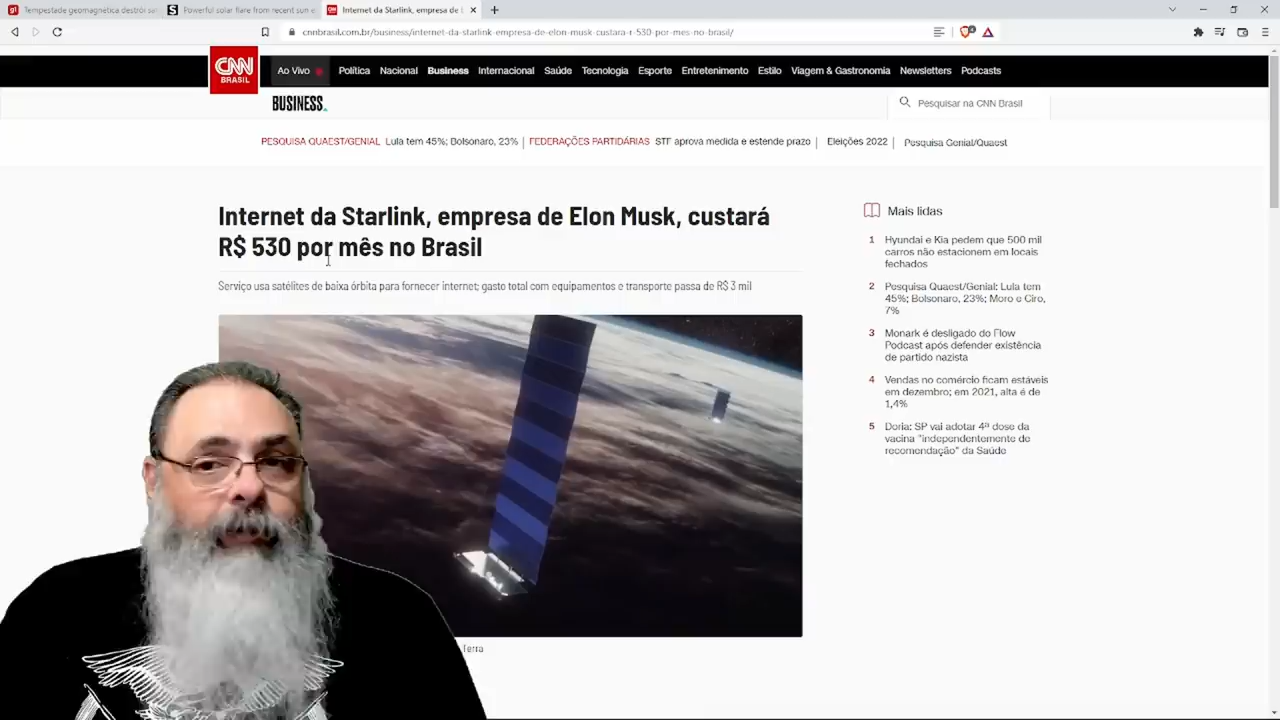 Tempestade geomagnética destrói sat
Powerful solar flare from recent sun e
Internet da Starlink, empresa de E
cnnbrasil.com.br/business/internet-da-starlink-empresa-de-elon-musk-custara-r-530-por-mes-no-brasil/
CNN BRASIL
Ao Vivo Política Nacional Business Internacional Saúde Tecnologia Esporte Entretenimento Estilo Viagem & Gastronomia Newsletters Podcasts
BUSINESS.
Pesquisar na CNN Brasil
PESQUISA QUAEST/GENIAL Lula tem 45%; Bolsonaro, 23% | FEDERAÇÕES PARTIDÁRIAS STF aprova medida e estende prazo | Eleições 2022 | Pesquisa Genial/Quaest
Internet da Starlink, empresa de Elon Musk, custará
R$ 530 por mês no Brasil
Serviço usa satélites de baixa órbita para fornecer internet; gasto total com equipamentos e transporte passa de R$ 3 mil
Terra
Mais lidas
1 Hyundai e Kia pedem que 500 mil
carros não estacionem em locais
fechados
2 Pesquisa Quaest/Genial: Lula tem
45%; Bolsonaro, 23%; Moro e Ciro,
7%
3 Monark é desligado do Flow
Podcast após defender existência
de partido nazista
4 Vendas no comércio ficam estáveis
em dezembro; em 2021, alta é de
1,4%
5 Doria: SP vai adotar 4ª dose da
vacina "independentemente de
recomendação" da Saúde